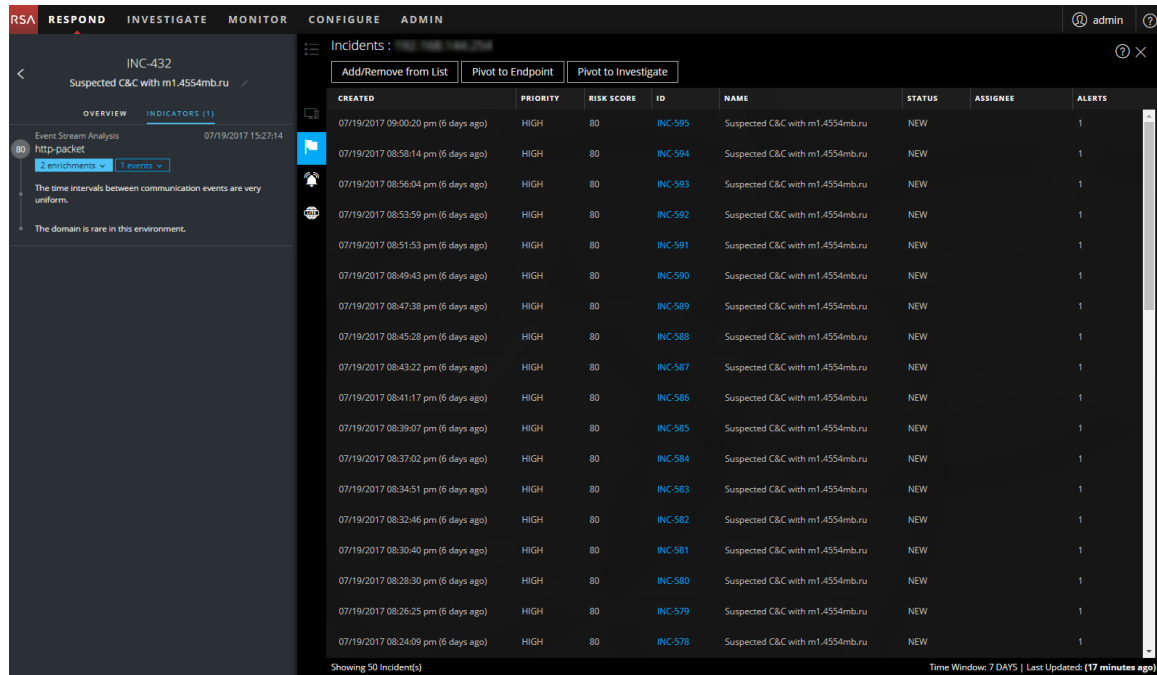 RSA RESPOND INVESTIGATE MONITOR CONFIGURE ADMIN admin
INC-432
Suspected C&C with m1.4554mb.ru
OVERVIEW INDICATORS (1)
Event Stream Analysis 07/19/2017 15:27:14
80 http-packet
2 enrichments 1 events
The time intervals between communication events are very
uniform.
The domain is rare in this environment.
Incidents :
Add/Remove from List Pivot to Endpoint Pivot to Investigate
CREATED PRIORITY RISK SCORE ID NAME STATUS ASSIGNEE ALERTS
07/19/2017 09:00:20 pm (6 days ago) HIGH 80 INC-595 Suspected C&C with m1.4554mb.ru NEW 1
07/19/2017 08:58:14 pm (6 days ago) HIGH 80 INC-594 Suspected C&C with m1.4554mb.ru NEW 1
07/19/2017 08:56:04 pm (6 days ago) HIGH 80 INC-593 Suspected C&C with m1.4554mb.ru NEW 1
07/19/2017 08:53:59 pm (6 days ago) HIGH 80 INC-592 Suspected C&C with m1.4554mb.ru NEW 1
07/19/2017 08:51:53 pm (6 days ago) HIGH 80 INC-591 Suspected C&C with m1.4554mb.ru NEW 1
07/19/2017 08:49:43 pm (6 days ago) HIGH 80 INC-590 Suspected C&C with m1.4554mb.ru NEW 1
07/19/2017 08:47:38 pm (6 days ago) HIGH 80 INC-589 Suspected C&C with m1.4554mb.ru NEW 1
07/19/2017 08:45:28 pm (6 days ago) HIGH 80 INC-588 Suspected C&C with m1.4554mb.ru NEW 1
07/19/2017 08:43:22 pm (6 days ago) HIGH 80 INC-587 Suspected C&C with m1.4554mb.ru NEW 1
07/19/2017 08:41:17 pm (6 days ago) HIGH 80 INC-586 Suspected C&C with m1.4554mb.ru NEW 1
07/19/2017 08:39:07 pm (6 days ago) HIGH 80 INC-585 Suspected C&C with m1.4554mb.ru NEW 1
07/19/2017 08:37:02 pm (6 days ago) HIGH 80 INC-584 Suspected C&C with m1.4554mb.ru NEW 1
07/19/2017 08:34:51 pm (6 days ago) HIGH 80 INC-583 Suspected C&C with m1.4554mb.ru NEW 1
07/19/2017 08:32:46 pm (6 days ago) HIGH 80 INC-582 Suspected C&C with m1.4554mb.ru NEW 1
07/19/2017 08:30:40 pm (6 days ago) HIGH 80 INC-581 Suspected C&C with m1.4554mb.ru NEW 1
07/19/2017 08:28:30 pm (6 days ago) HIGH 80 INC-580 Suspected C&C with m1.4554mb.ru NEW 1
07/19/2017 08:26:25 pm (6 days ago) HIGH 80 INC-579 Suspected C&C with m1.4554mb.ru NEW 1
07/19/2017 08:24:09 pm (6 days ago) HIGH 80 INC-578 Suspected C&C with m1.4554mb.ru NEW 1
Showing 50 Incident(s) Time Window: 7 DAYS | Last Updated: (17 minutes ago)